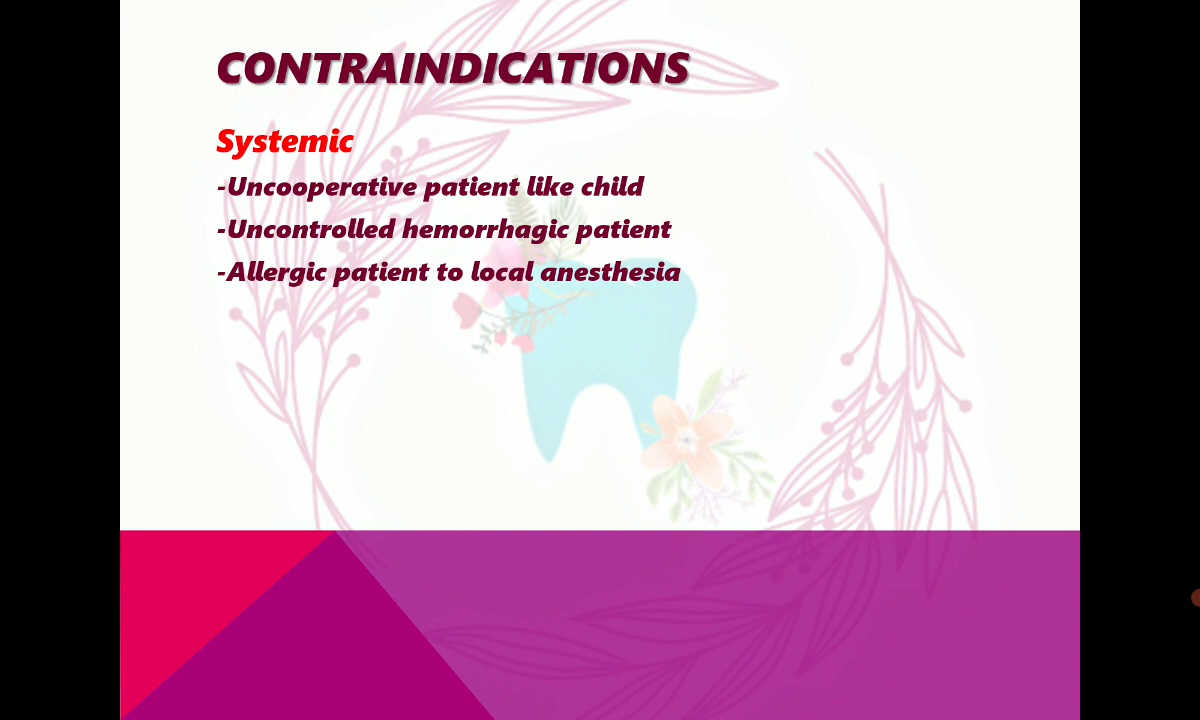 CONTRAINDICATIONS
Systemic
-Uncooperative patient like child
-Uncontrolled hemorrhagic patient
-Allergic patient to local anesthesia